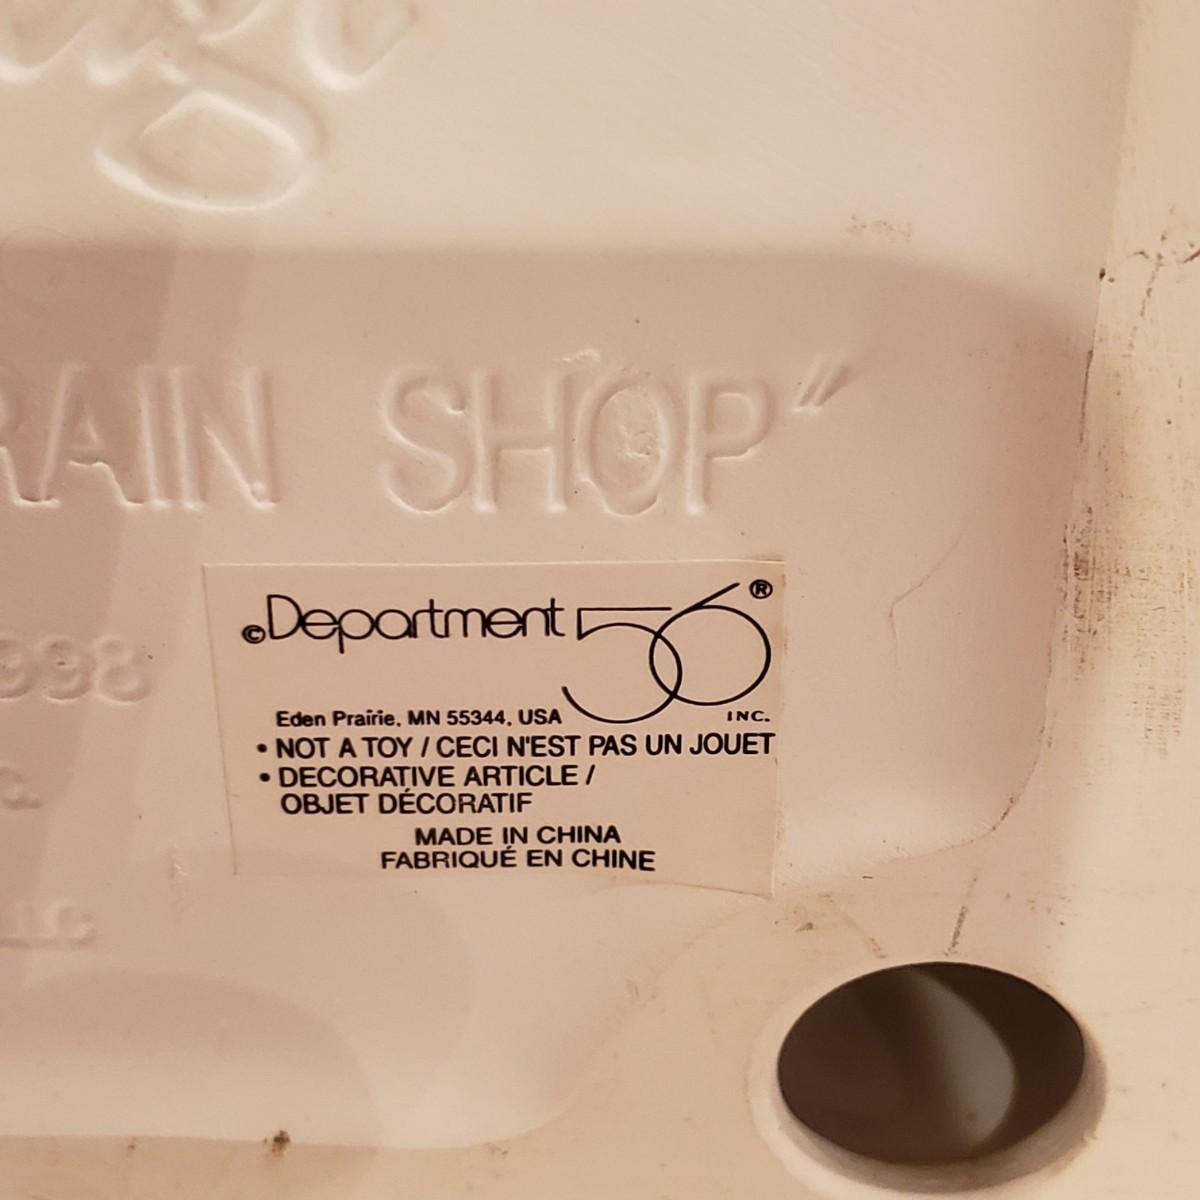 RAIN SHOP"
998
©Department 56®
Eden Prairie, MN 55344, USA INC.
• NOT A TOY / CECI N'EST PAS UN JOUET
• DECORATIVE ARTICLE /
OBJET DÉCORATIF
MADE IN CHINA
FABRIQUÉ EN CHINE